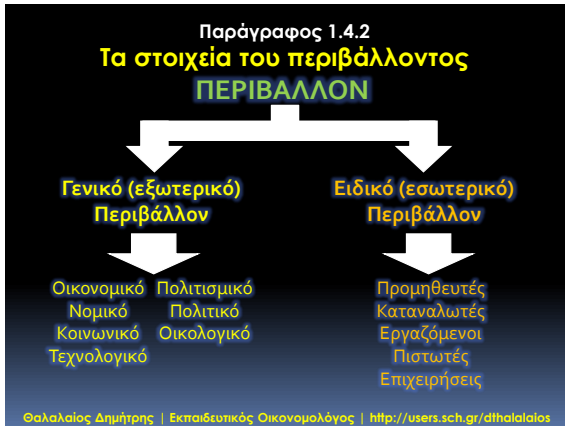 Παράγραφος 1.4.2
Τα στοιχεία του περιβάλλοντος
ΠΕΡΙΒΑΛΛΟΝ
Γενικό (εξωτερικό)
Περιβάλλον
Ειδικό (εσωτερικό)
Περιβάλλον
Οικονομικό Πολιτισμικό
Νομικό Πολιτικό
Κοινωνικό Οικολογικό
Τεχνολογικό
Προμηθευτές
Καταναλωτές
Εργαζόμενοι
Πιστωτές
Επιχειρήσεις
Θαλαλαίος Δημήτρης | Εκπαιδευτικός Οικονομολόγος | http://users.sch.gr/dthalalaios